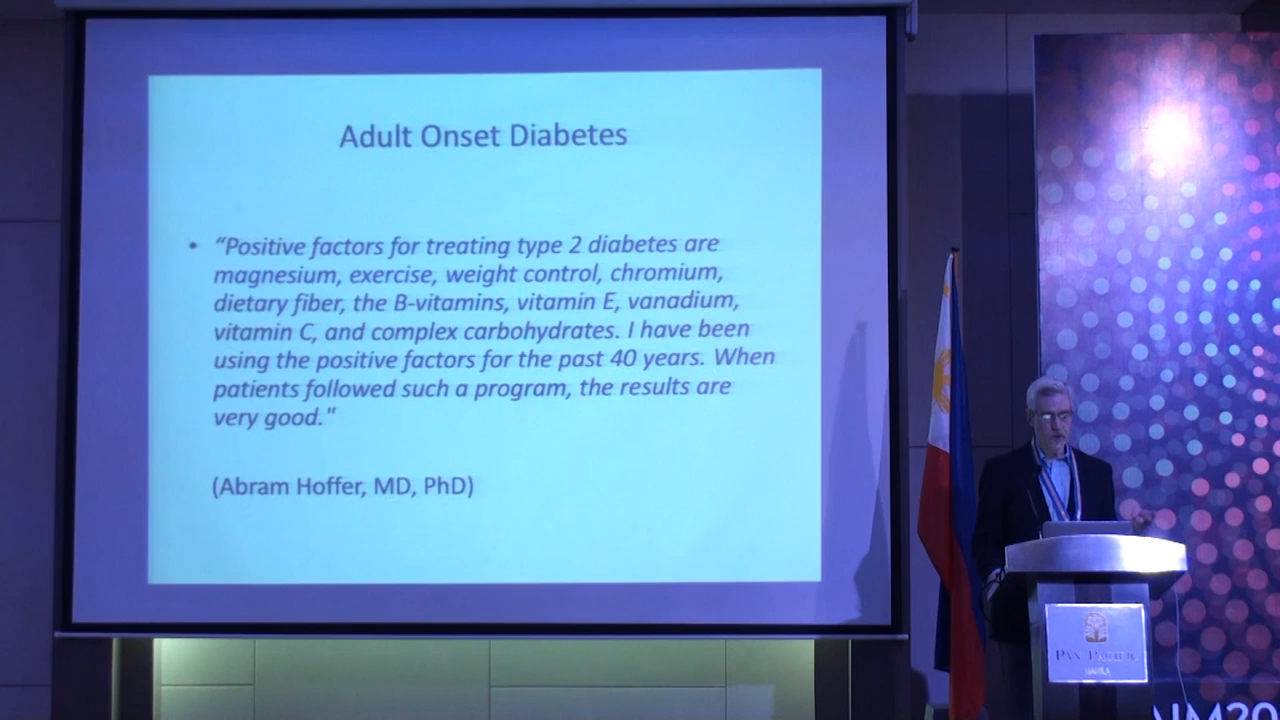 Adult Onset Diabetes
• “Positive factors for treating type 2 diabetes are
magnesium, exercise, weight control, chromium,
dietary fiber, the B-vitamins, vitamin E, vanadium,
vitamin C, and complex carbohydrates. I have been
using the positive factors for the past 40 years. When
patients followed such a program, the results are
very good."
(Abram Hoffer, MD, PhD)
PAN PACIFIC
MANILA